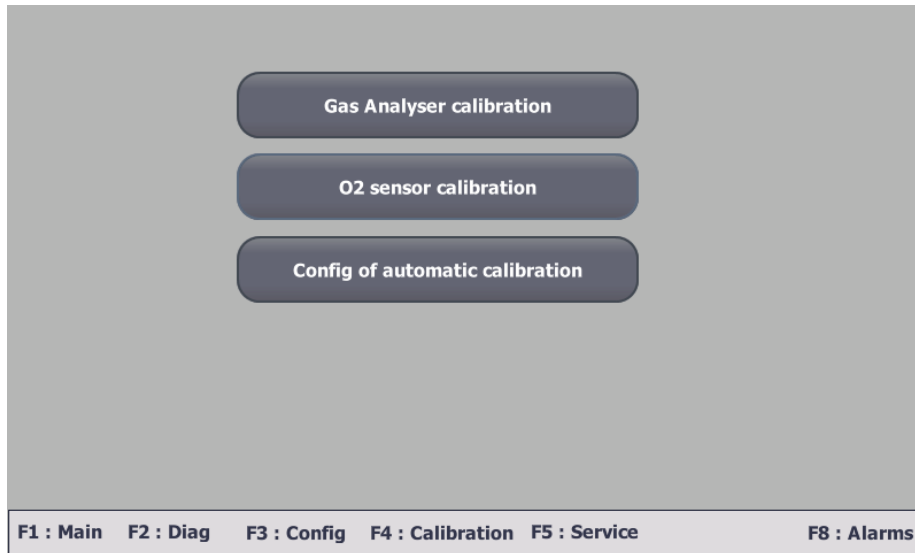 Gas Analyser calibration
O2 sensor calibration
Config of automatic calibration
F1 : Main F2 : Diag F3 : Config F4 : Calibration F5 : Service F8 : Alarms